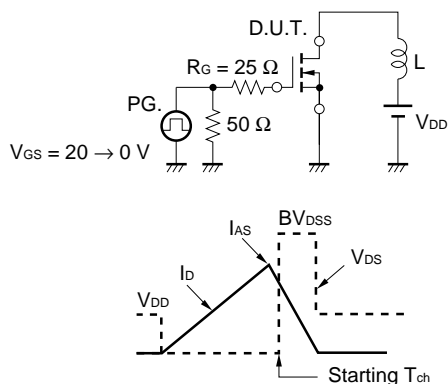 D.U.T.
RG = 25 Ω
L
PG.
50 Ω
VDD
VGS = 20 → 0 V
BVDSS
IAS
ID
VDS
VDD
Starting Tch